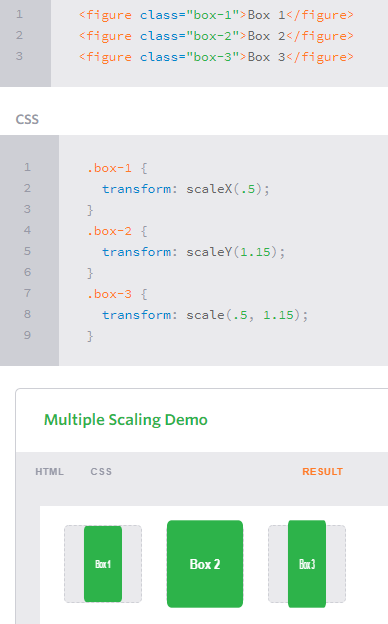 1 <figure class="box-1">Box 1</figure>
2 <figure class="box-2">Box 2</figure>
3 <figure class="box-3">Box 3</figure>
CSS
1 .box-1 {
2 transform: scaleX(.5);
3 }
4 .box-2 {
5 transform: scaleY(1.15);
6 }
7 .box-3 {
8 transform: scale(.5, 1.15);
9 }
Multiple Scaling Demo
HTML CSS RESULT
Box 1 Box 2 Box 3